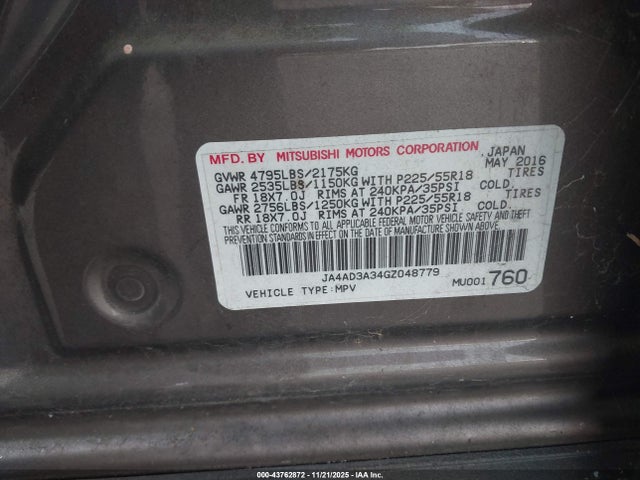 MFD. BY MITSUBISHI MOTORS CORPORATION , JAPAN
GVWR 4795LBS/2175KG MAY 2016
GAWR 2535LBS/1150KG WITH P225/55R18 TIRES
FR 18X7.0J RIMS AT 240KPA/35PSI COLD.
GAWR 2756LBS/1250KG WITH P225/55R18 TIRES
RR 18X7.0J RIMS AT 240KPA/35PSI COLD.
THIS VEHICLE CONFORMS TO ALL APPLICABLE FEDERAL MOTOR VEHICLE SAFETY AND THEFT
PREVENTION STANDARDS IN EFFECT ON THE DATE OF MANUFACTURE SHOWN ABOVE.
JA4AD3A34GZ048779
VEHICLE TYPE:MPV MU001 760
000-43762872 - 11/21/2025 - IAA Inc.